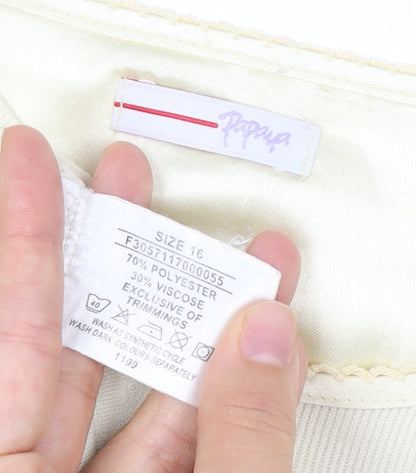 Papaya
SIZE 16
F3057117000055
70% POLYESTER
30% VISCOSE
EXCLUSIVE OF
TRIMMINGS
40
WASH AS SYNTHETIC CYCLE
WASH DARK COLOURS SEPARATELY
1199